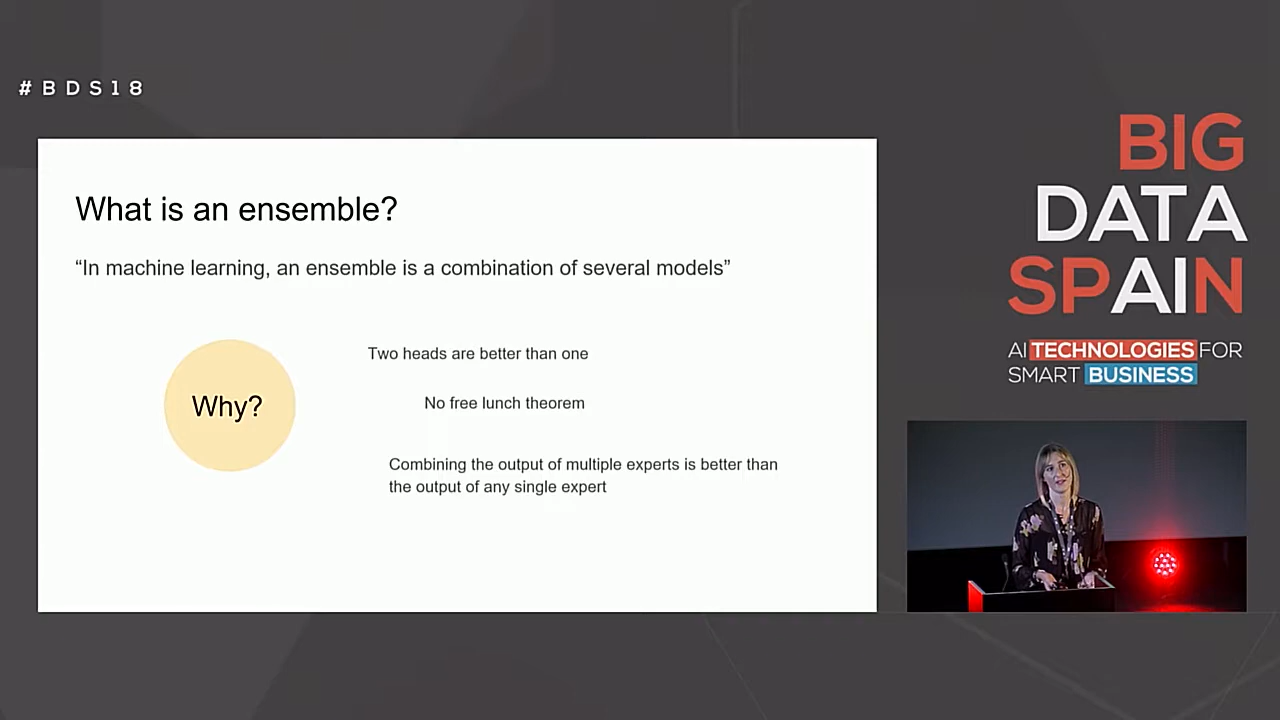 #BDS18
What is an ensemble?
“In machine learning, an ensemble is a combination of several models”
Why?
Two heads are better than one
No free lunch theorem
Combining the output of multiple experts is better than
the output of any single expert
BIG
DATA
SPAIN
AI TECHNOLOGIES FOR
SMART BUSINESS